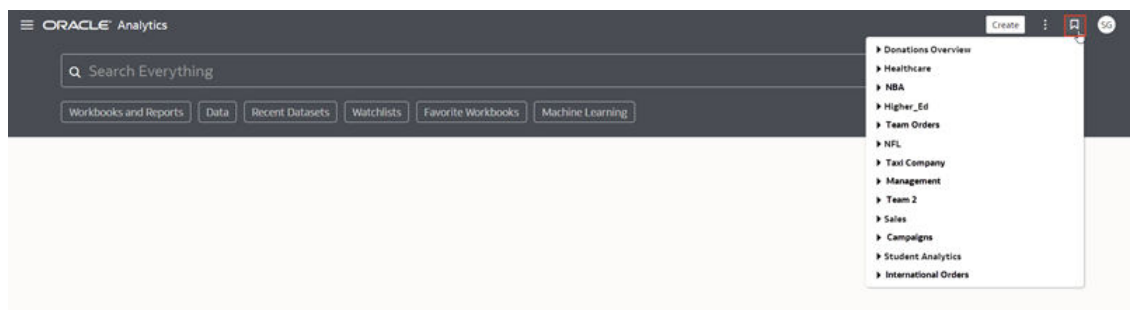 ORACLE Analytics Create SG
Search Everything
Workbooks and Reports Data Recent Datasets Watchlists Favorite Workbooks Machine Learning
Donations Overview
Healthcare
NBA
Higher_Ed
Team Orders
NFL
Taxi Company
Management
Team 2
Sales
Campaigns
Student Analytics
International Orders